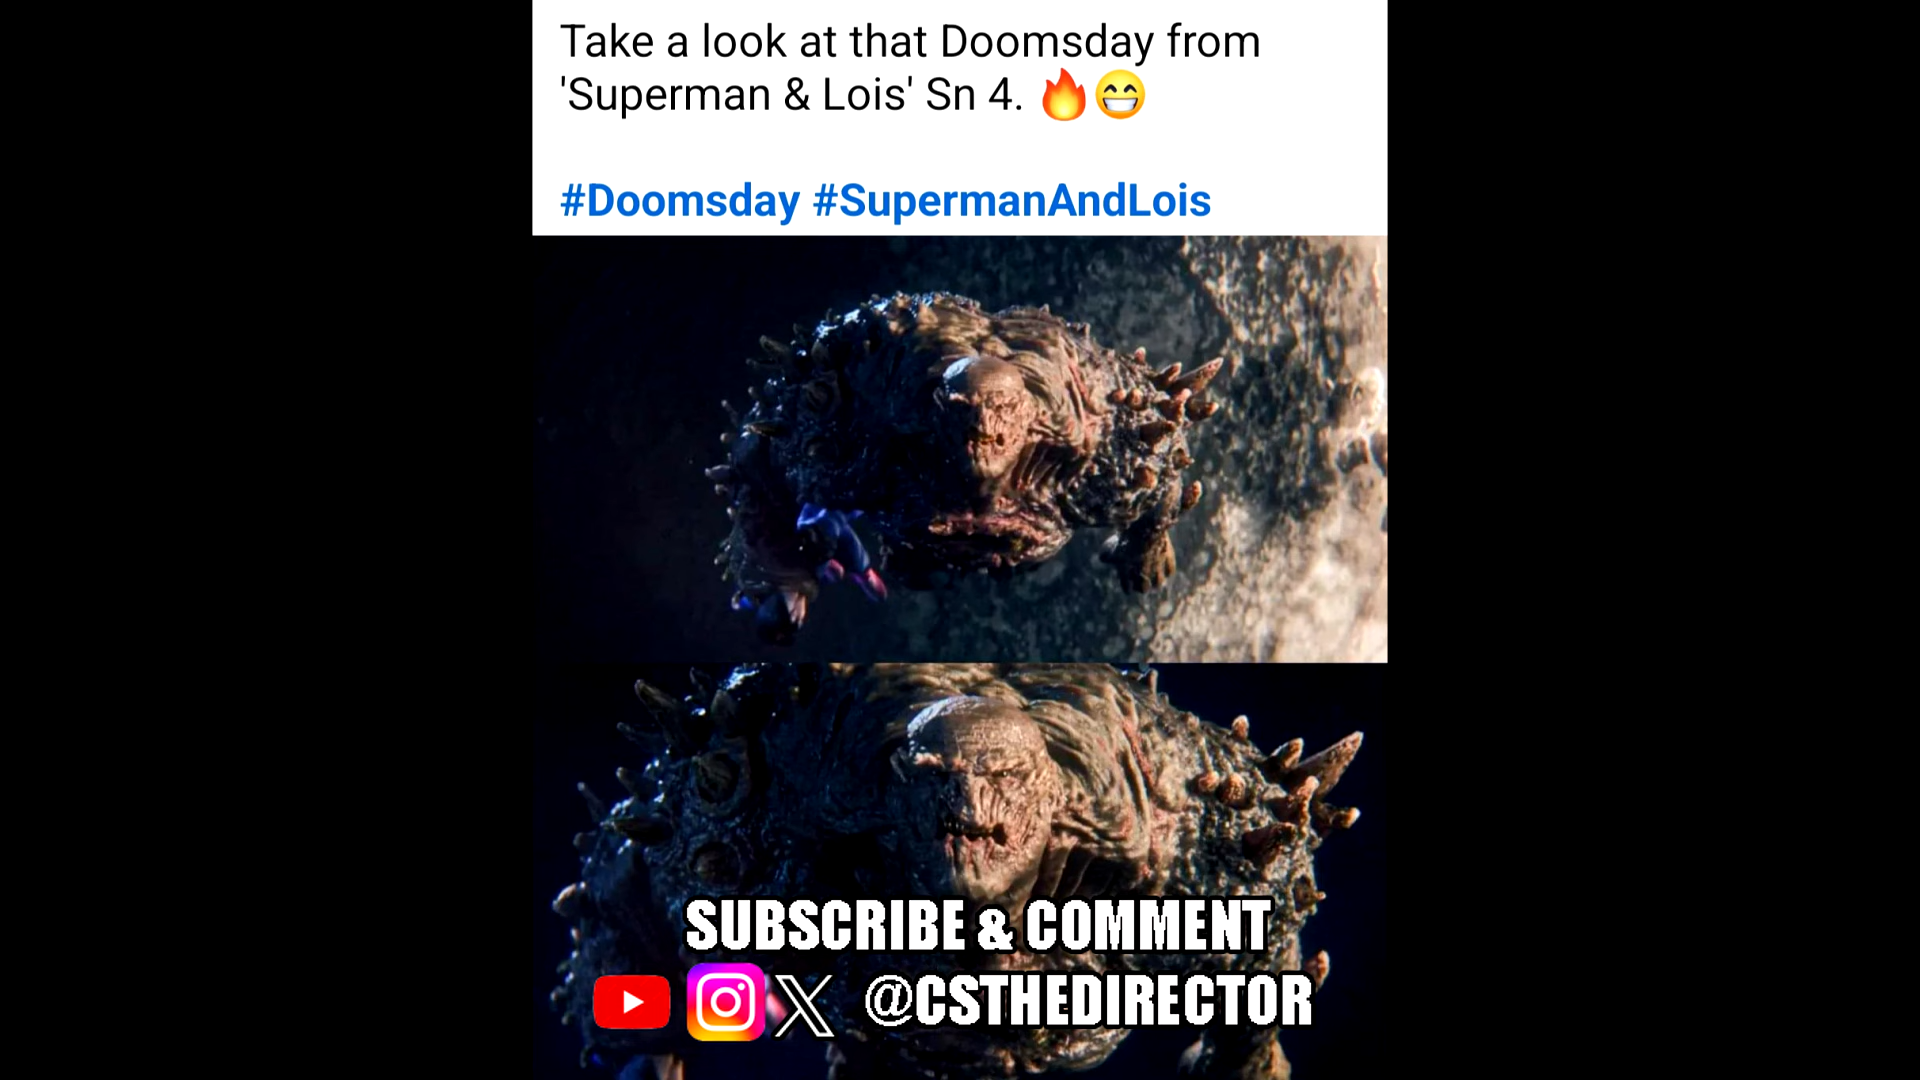 Take a look at that Doomsday from
'Superman & Lois' Sn 4. 🔥😁
#Doomsday #SupermanAndLois
SUBSCRIBE & COMMENT
@CSTHEDIRECTOR